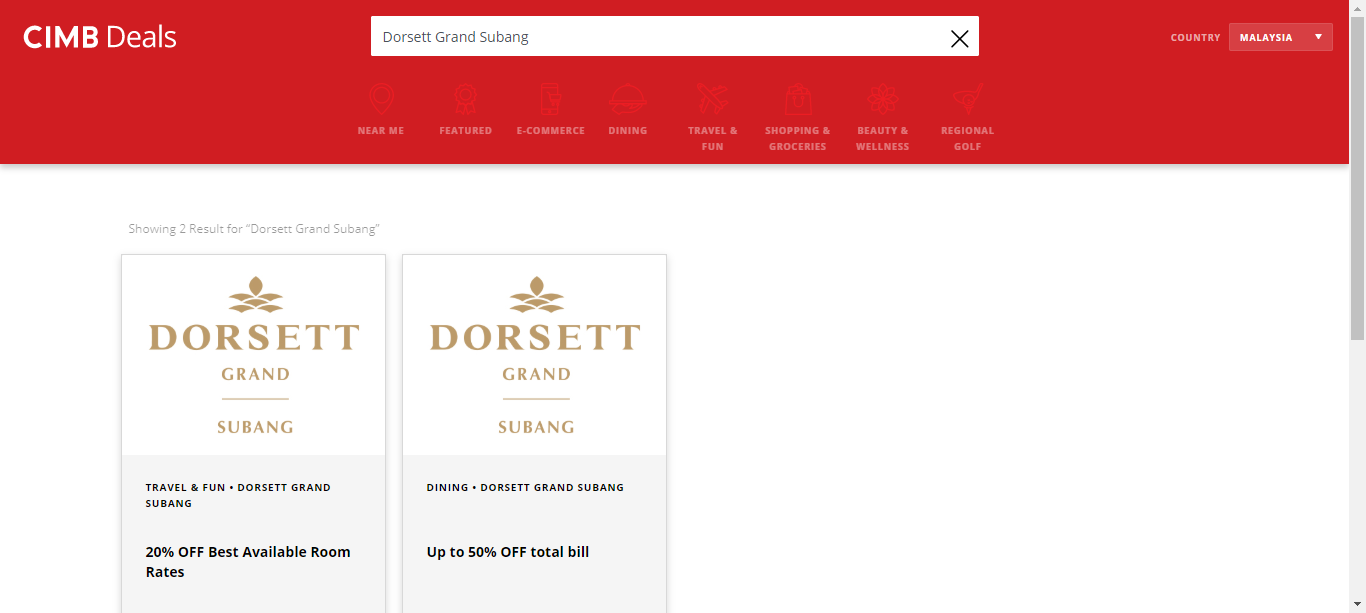 CIMB Deals
Dorsett Grand Subang
COUNTRY
MALAYSIA
NEAR ME
FEATURED
E-COMMERCE
DINING
TRAVEL &
FUN
SHOPPING &
GROCERIES
BEAUTY &
WELLNESS
REGIONAL
GOLF
Showing 2 Result for “Dorsett Grand Subang”
DORSETT
GRAND
SUBANG
TRAVEL & FUN • DORSETT GRAND
SUBANG
20% OFF Best Available Room
Rates
DORSETT
GRAND
SUBANG
DINING • DORSETT GRAND SUBANG
Up to 50% OFF total bill